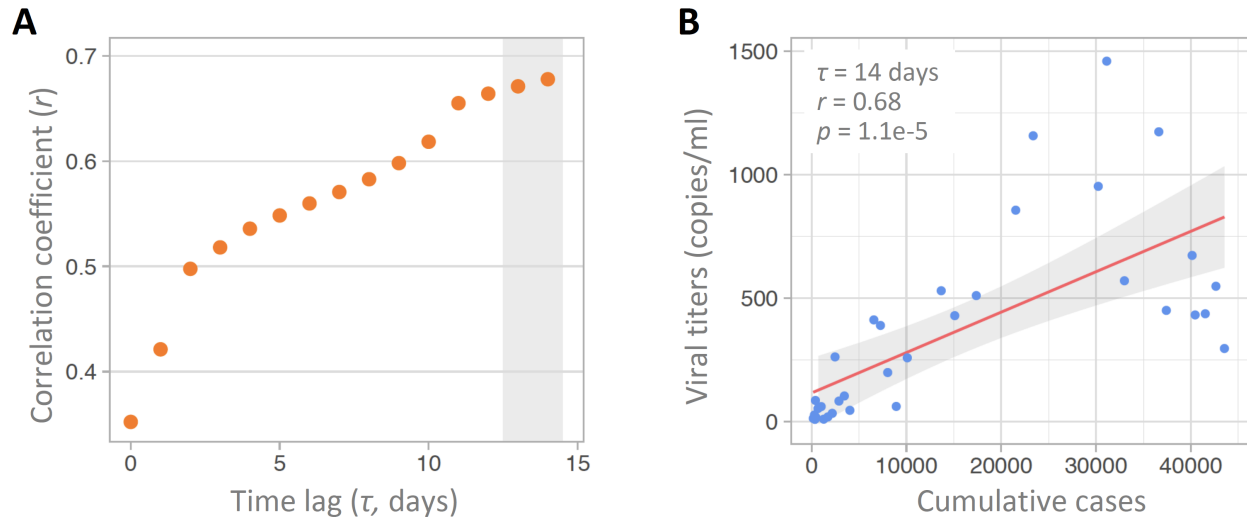 A
0.7
0.6
0.5
0.4
Correlation coefficient (r)
0
5
10
15
Time lag (τ, days)
B
τ = 14 days
r = 0.68
p = 1.1e-5
1500
1000
500
0
Viral titers (copies/ml)
0
10000
20000
30000
40000
Cumulative cases